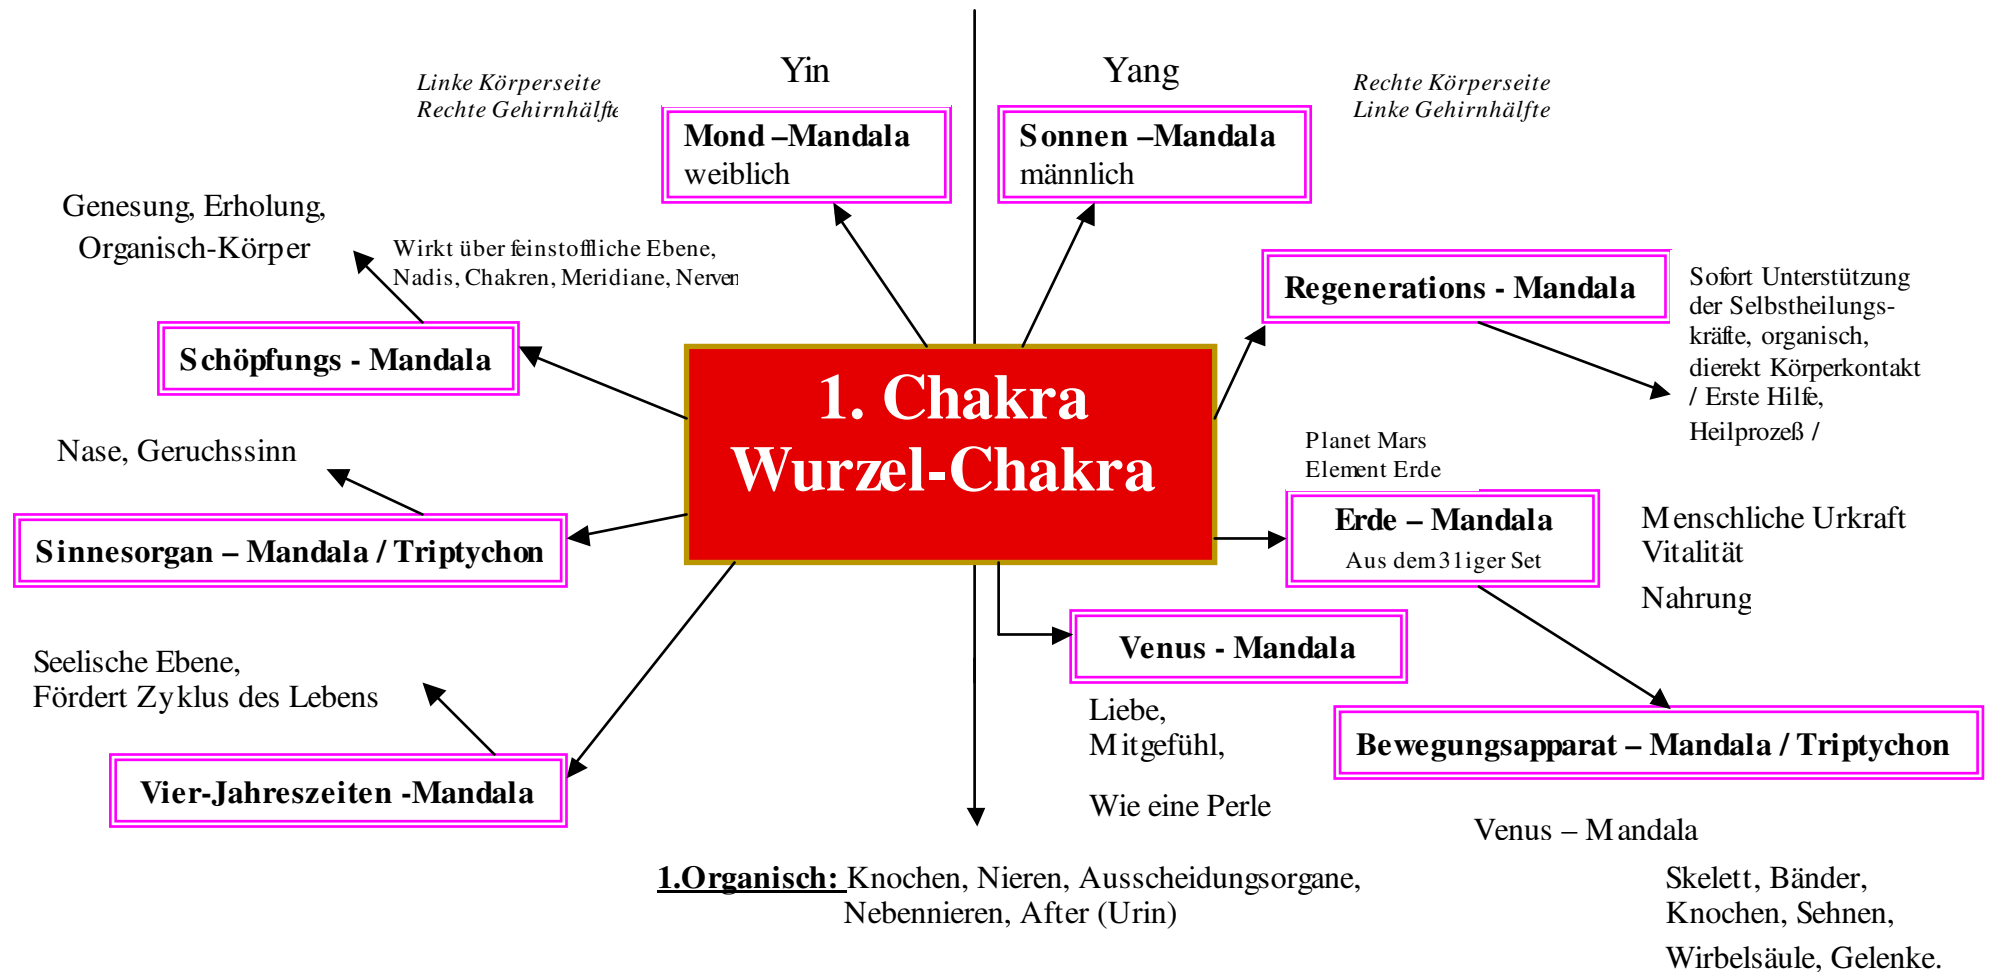 Yin
Yang
Linke Körperseite
Rechte Gehirnhälfte
Rechte Körperseite
Linke Gehirnhälfte
Mond –Mandala
weiblich
Sonnen –Mandala
männlich
Genesung, Erholung,
Organisch-Körper
Wirkt über feinstoffliche Ebene,
Nadis, Chakren, Meridiane, Nerven
Schöpfungs - Mandala
Regenerations - Mandala
Sofort Unterstützung
der Selbstheilungs-
kräfte, organisch,
dierekt Körperkontakt
/ Erste Hilfe,
Heilprozeß /
1. Chakra
Wurzel-Chakra
Nase, Geruchssinn
Sinnesorgan – Mandala / Triptychon
Planet Mars
Element Erde
Erde – Mandala
Aus dem31iger Set
Menschliche Urkraft
Vitalität
Nahrung
Venus - Mandala
Liebe,
Mitgefühl,
Wie eine Perle
Seelische Ebene,
Fördert Zyklus des Lebens
Vier-Jahreszeiten -Mandala
Bewegungsapparat – Mandala / Triptychon
Venus – Mandala
Skelett, Bänder,
Knochen, Sehnen,
Wirbelsäule, Gelenke.
1.Organisch: Knochen, Nieren, Ausscheidungsorgane,
Nebennieren, After (Urin)